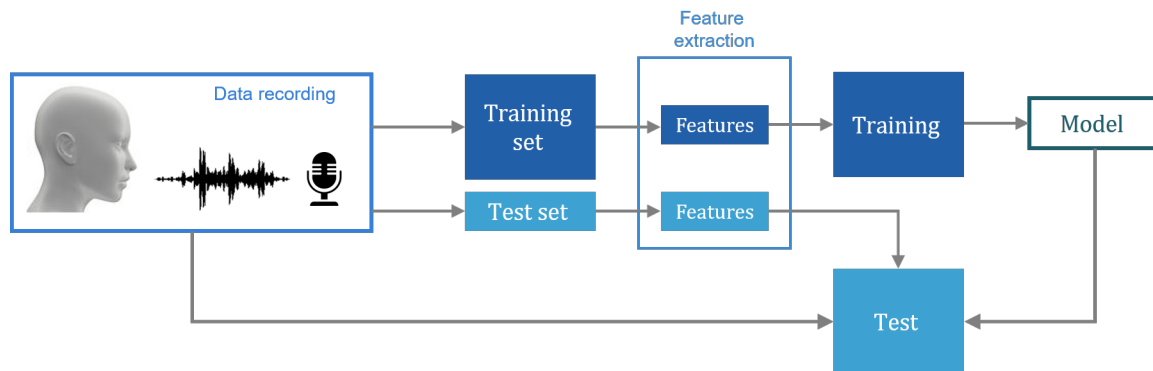 Feature
extraction
Data recording
Training
set
Features
Training
Model
Test set
Features
Test